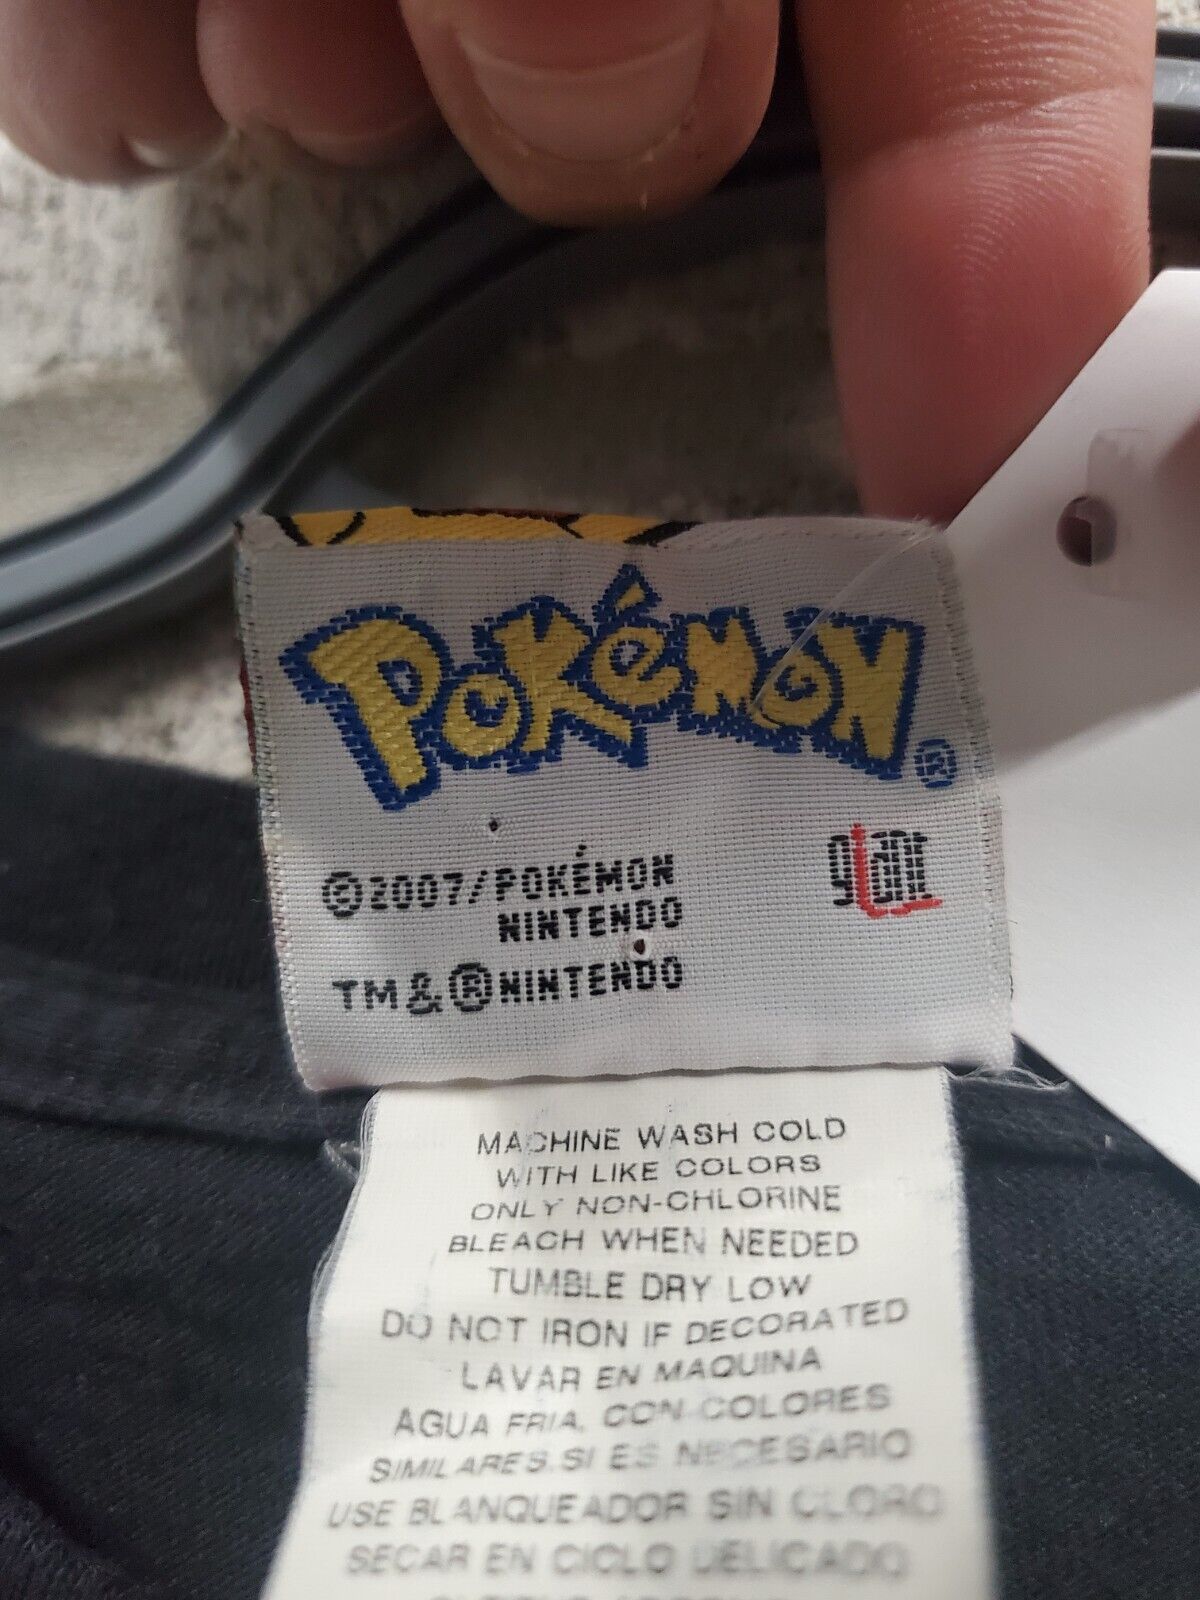 POKéMON®
©2007/POKÉMON
NINTENDO
TM&®NINTENDO
giant
MACHINE WASH COLD
WITH LIKE COLORS
ONLY NON-CHLORINE
BLEACH WHEN NEEDED
TUMBLE DRY LOW
DO NOT IRON IF DECORATED
LAVAR EN MAQUINA
AGUA FRIA, CON COLORES
SIMILARES.SI ES NECESARIO
USE BLANQUEADOR SIN CLORO
SECAR EN CICLO DELICADO